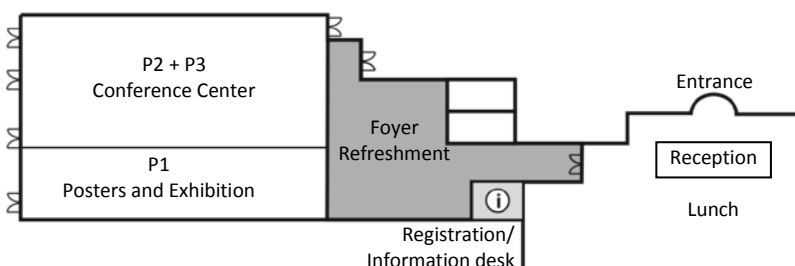 P2 + P3
Conference Center
P1
Posters and Exhibition
Foyer
Refreshment
i
Registration/
Information desk
Entrance
Reception
Lunch